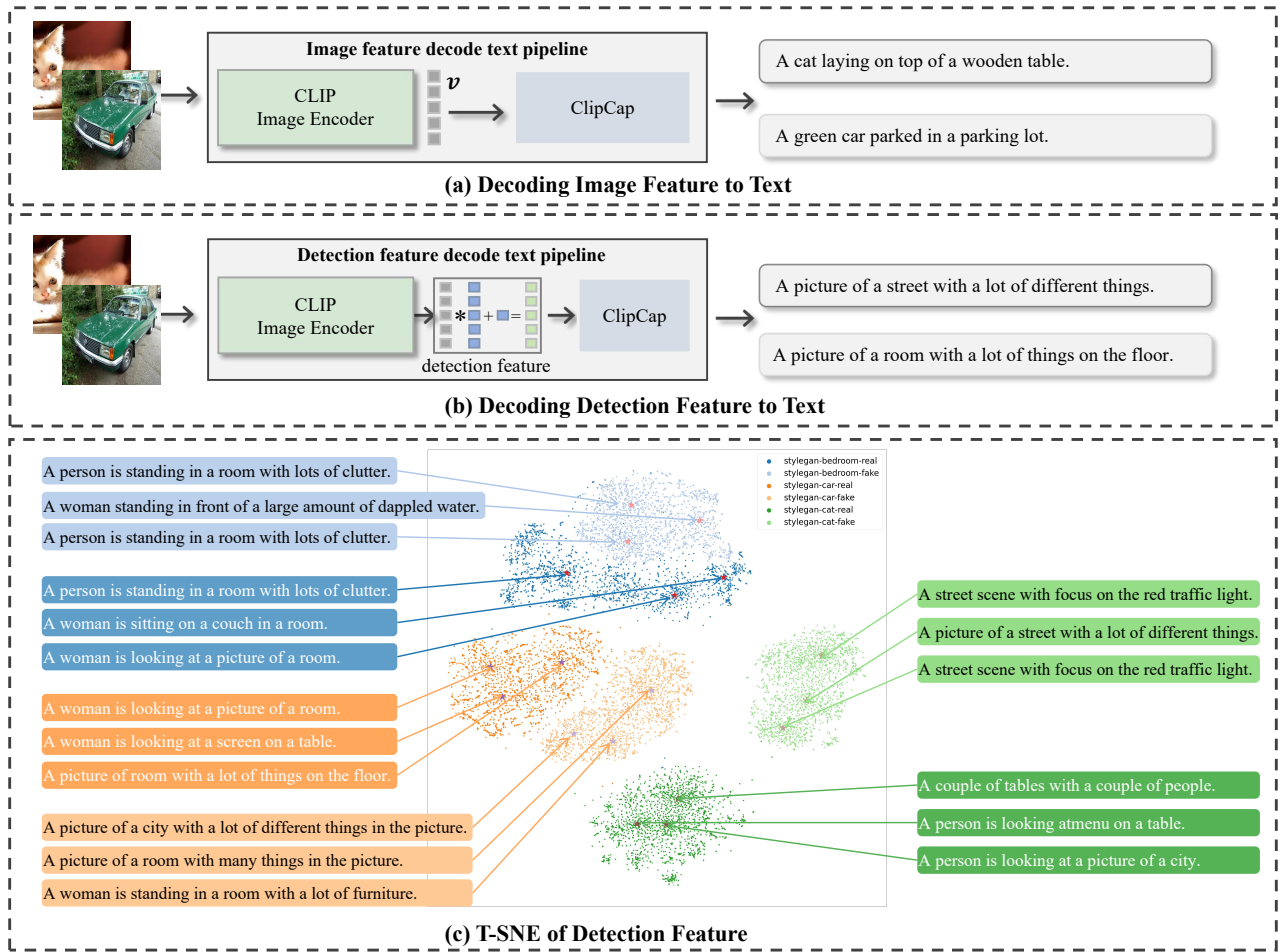 Image feature decode text pipeline
CLIP
Image Encoder
v
ClipCap
A cat laying on top of a wooden table.
A green car parked in a parking lot.
(a) Decoding Image Feature to Text
Detection feature decode text pipeline
CLIP
Image Encoder
* + =
detection feature
ClipCap
A picture of a street with a lot of different things.
A picture of a room with a lot of things on the floor.
(b) Decoding Detection Feature to Text
A person is standing in a room with lots of clutter.
A woman standing in front of a large amount of dappled water.
A person is standing in a room with lots of clutter.
A person is standing in a room with lots of clutter.
A woman is sitting on a couch in a room.
A woman is looking at a picture of a room.
A woman is looking at a picture of a room.
A woman is looking at a screen on a table.
A picture of room with a lot of things on the floor.
A picture of a city with a lot of different things in the picture.
A picture of a room with many things in the picture.
A woman is standing in a room with a lot of furniture.
stylegan-bedroom-real
stylegan-bedroom-fake
stylegan-car-real
stylegan-car-fake
stylegan-cat-real
stylegan-cat-fake
A street scene with focus on the red traffic light.
A picture of a street with a lot of different things.
A street scene with focus on the red traffic light.
A couple of tables with a couple of people.
A person is looking atmenu on a table.
A person is looking at a picture of a city.
(c) T-SNE of Detection Feature